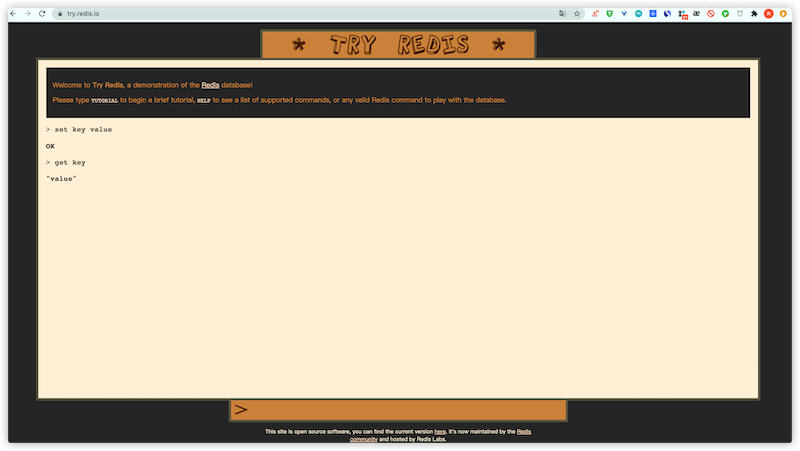 try.redis.io
* TRY REDIS *
Welcome to Try Redis, a demonstration of the Redis database!
Please type TUTORIAL to begin a brief tutorial, HELP to see a list of supported commands, or any valid Redis command to play with the database.
> set key value
OK
> get key
"value"
>
This site is open source software, you can find the current version here. It's now maintained by the Redis
community and hosted by Redis Labs.